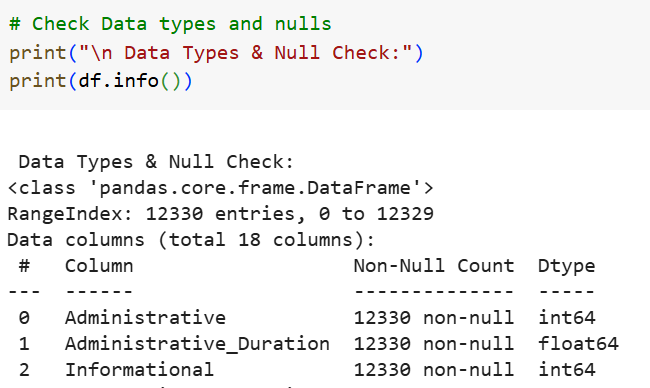 # Check Data types and nulls
print("\n Data Types & Null Check:")
print(df.info())
 Data Types & Null Check:
<class 'pandas.core.frame.DataFrame'>
RangeIndex: 12330 entries, 0 to 12329
Data columns (total 18 columns):
 #   Column                   Non-Null Count  Dtype
---  ------                   --------------  -----
 0   Administrative           12330 non-null  int64
 1   Administrative_Duration  12330 non-null  float64
 2   Informational            12330 non-null  int64